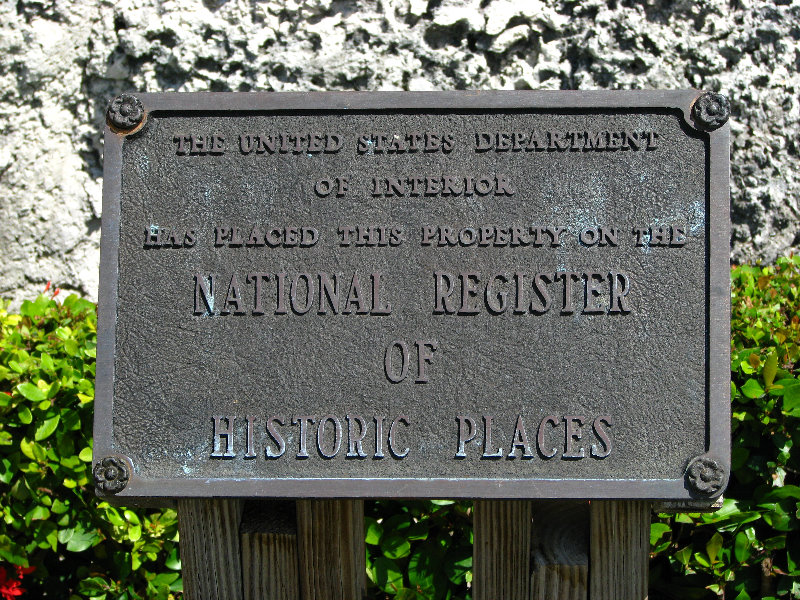 THE UNITED STATES DEPARTMENT
OF INTERIOR
HAS PLACED THIS PROPERTY ON THE
NATIONAL REGISTER
OF
HISTORIC PLACES